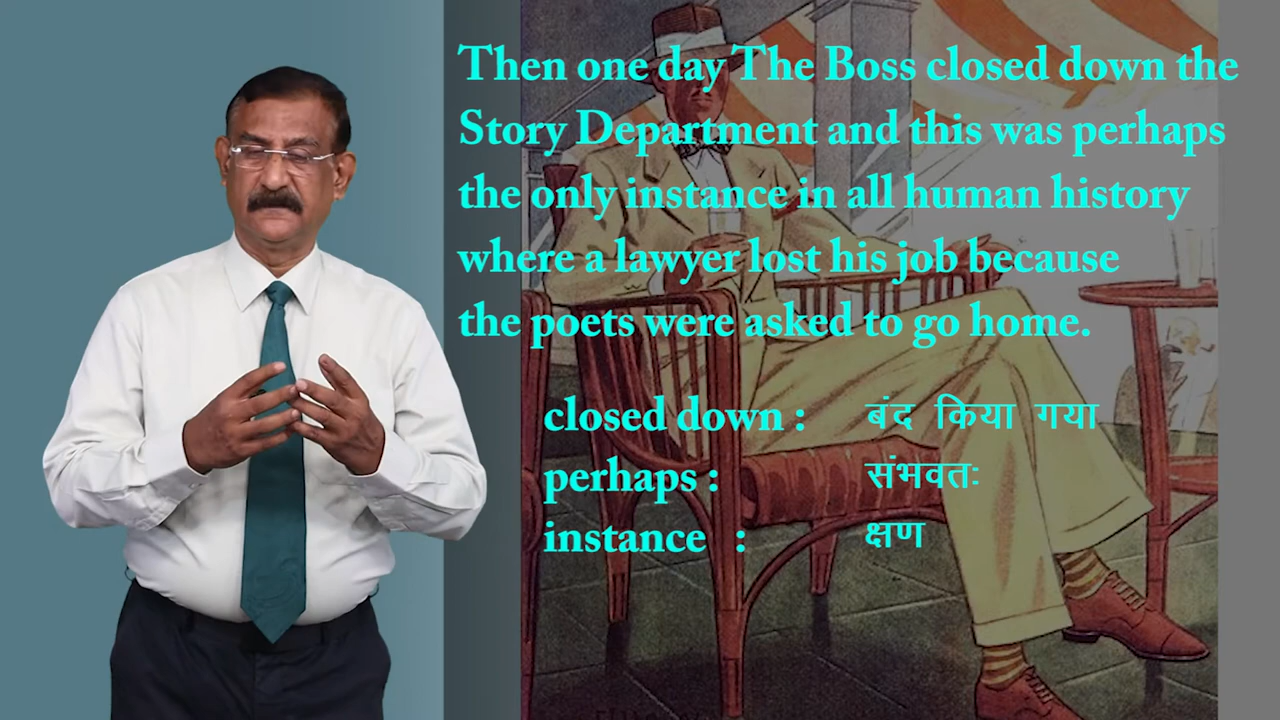 Then one day The Boss closed down the
Story Department and this was perhaps
the only instance in all human history
where a lawyer lost his job because
the poets were asked to go home.
closed down : बंद किया गया
perhaps : संभवतः
instance : क्षण